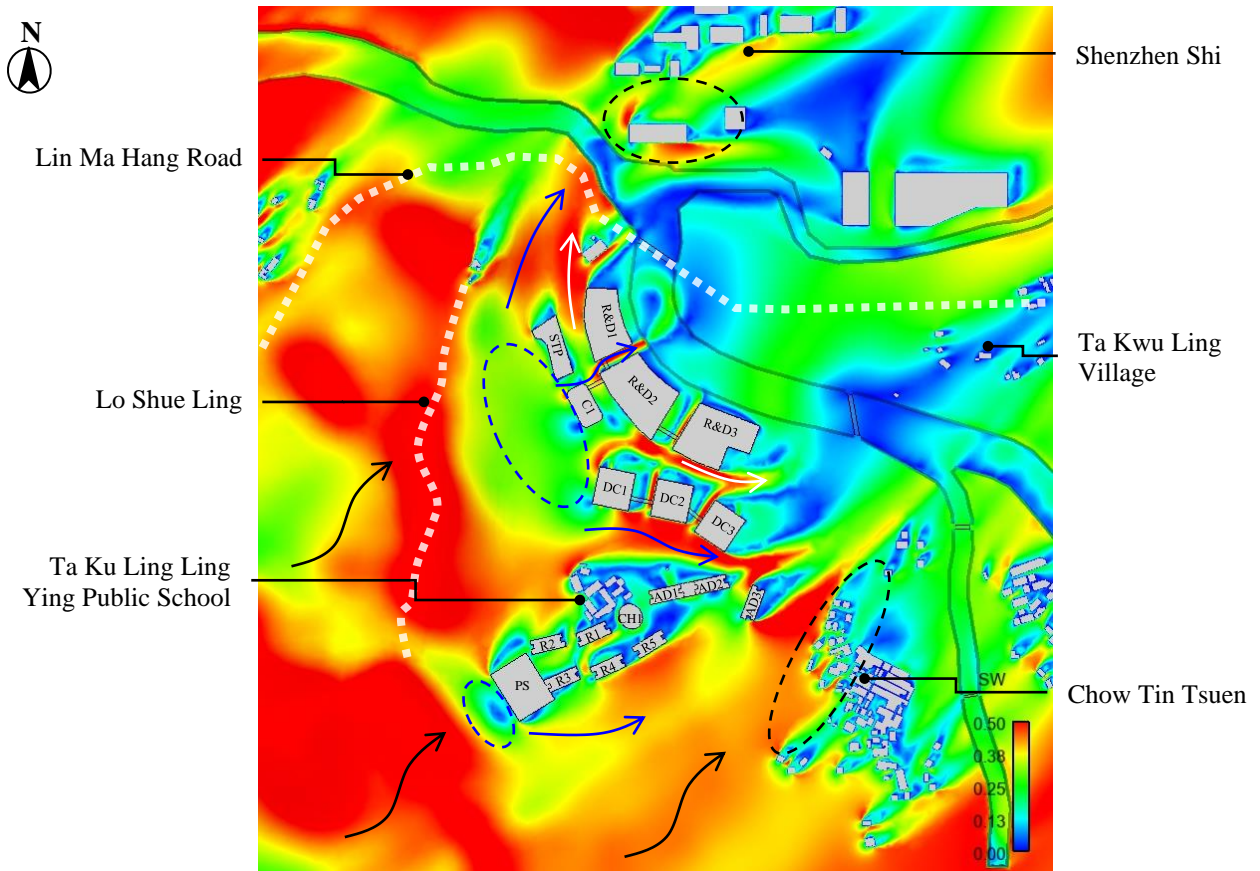 N
Shenzhen Shi
Lin Ma Hang Road
R&D1
STP
Ta Kwu Ling
Village
R&D2
Lo Shue Ling
C1
R&D3
DC1
DC2
DC3
Ta Ku Ling Ling
Ying Public School
AD1
AD2
AD3
CH1
R2
R1
R5
R4
R3
PS
SW
Chow Tin Tsuen
0.50
0.38
0.25
0.13
0.00